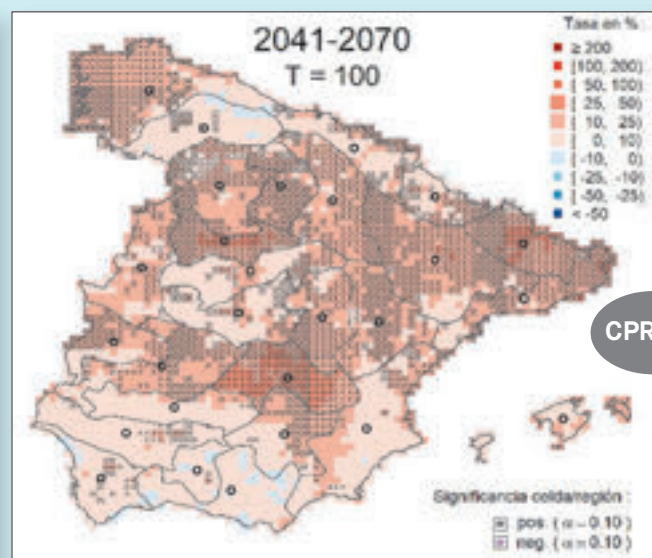 2041-2070
T = 100
Tasa en %
≥ 200
[100, 200)
[ 50, 100)
[ 25, 50)
[ 10, 25)
[ 0, 10)
[-10, 0)
[-25, -10)
[-50, -25)
< -50
CPR
Significancia celda/región :
pos. ( α = 0.10 )
neg. ( α = 0.10 )